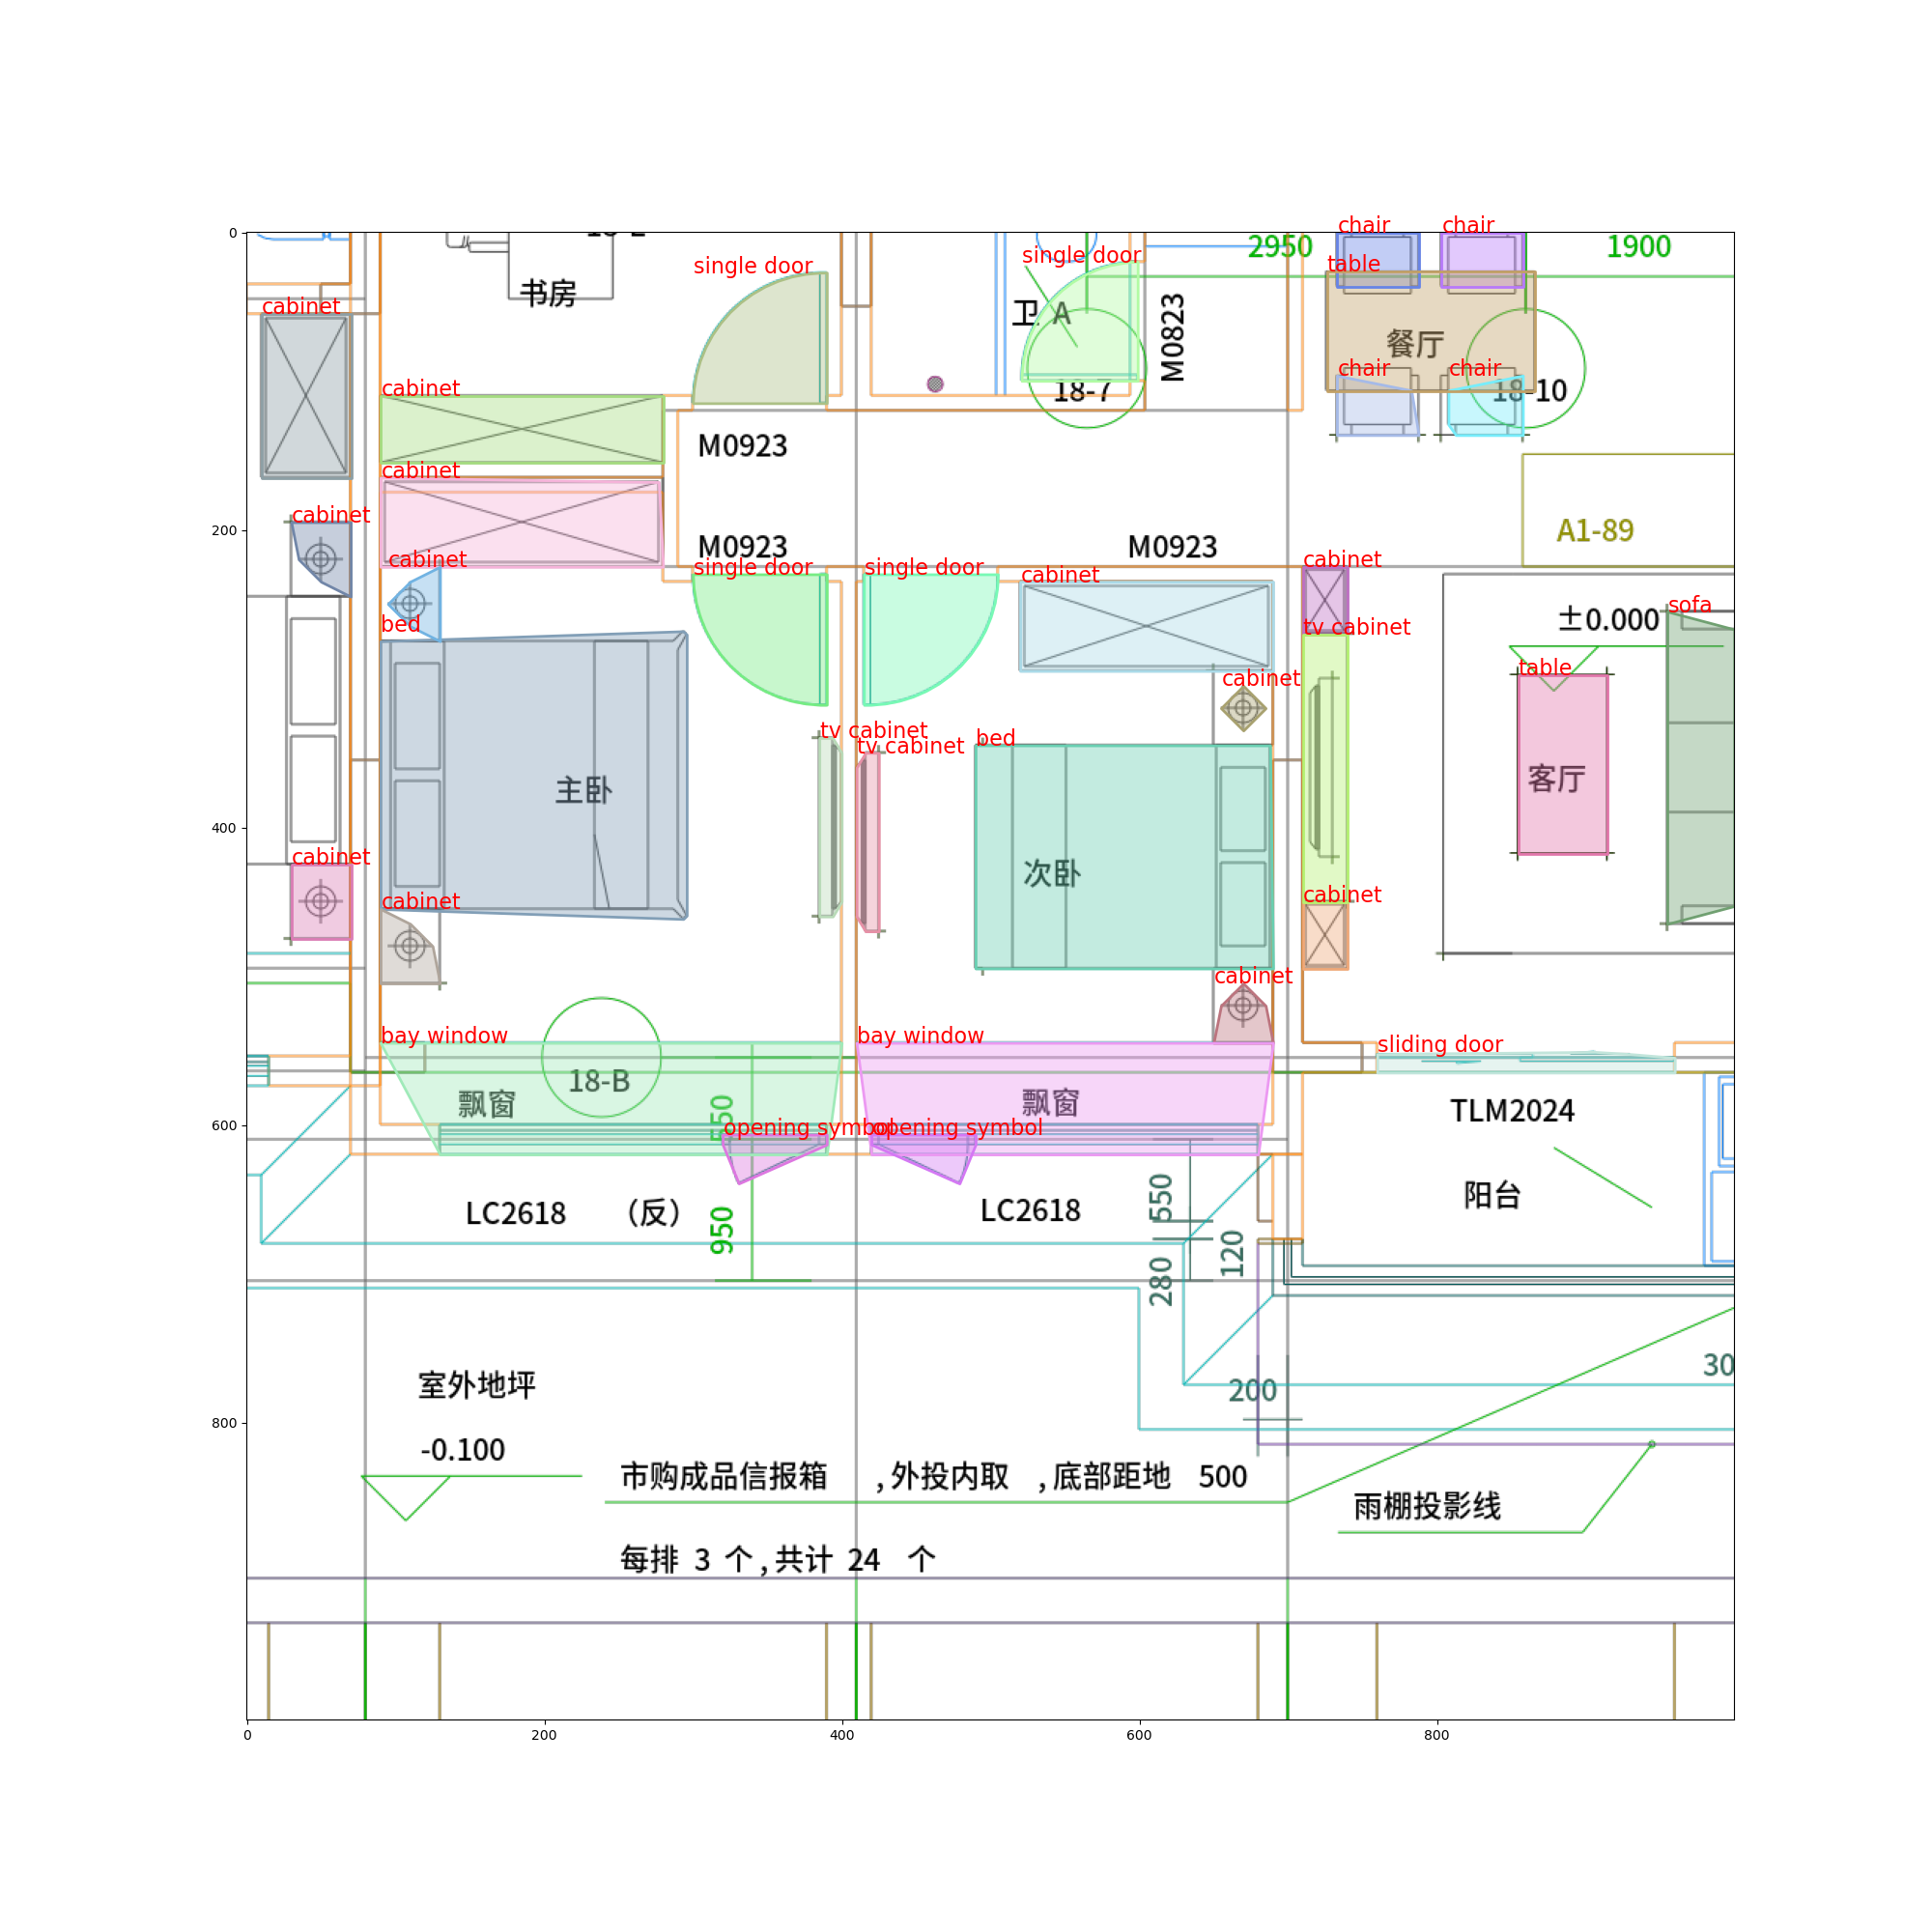 chair
chair
2950
1900
single door
single door
table
书房
cabinet
卫 A
M0823
餐厅
chair
chair
cabinet
18-7
18-10
M0923
cabinet
cabinet
A1-89
M0923
M0923
cabinet
single door
single door
cabinet
cabinet
±0.000
sofa
bed
tv cabinet
table
cabinet
tv cabinet
tv cabinet
bed
主卧
客厅
次卧
cabinet
cabinet
cabinet
cabinet
bay window
bay window
sliding door
18-B
飘窗
飘窗
550
TLM2024
opening symbol
opening symbol
LC2618 （反）
LC2618
950
550
120
280
阳台
室外地坪
200
30
-0.100
市购成品信报箱 ,外投内取 ,底部距地 500
雨棚投影线
每排 3 个,共计 24 个
0
200
400
600
800
0
200
400
600
800